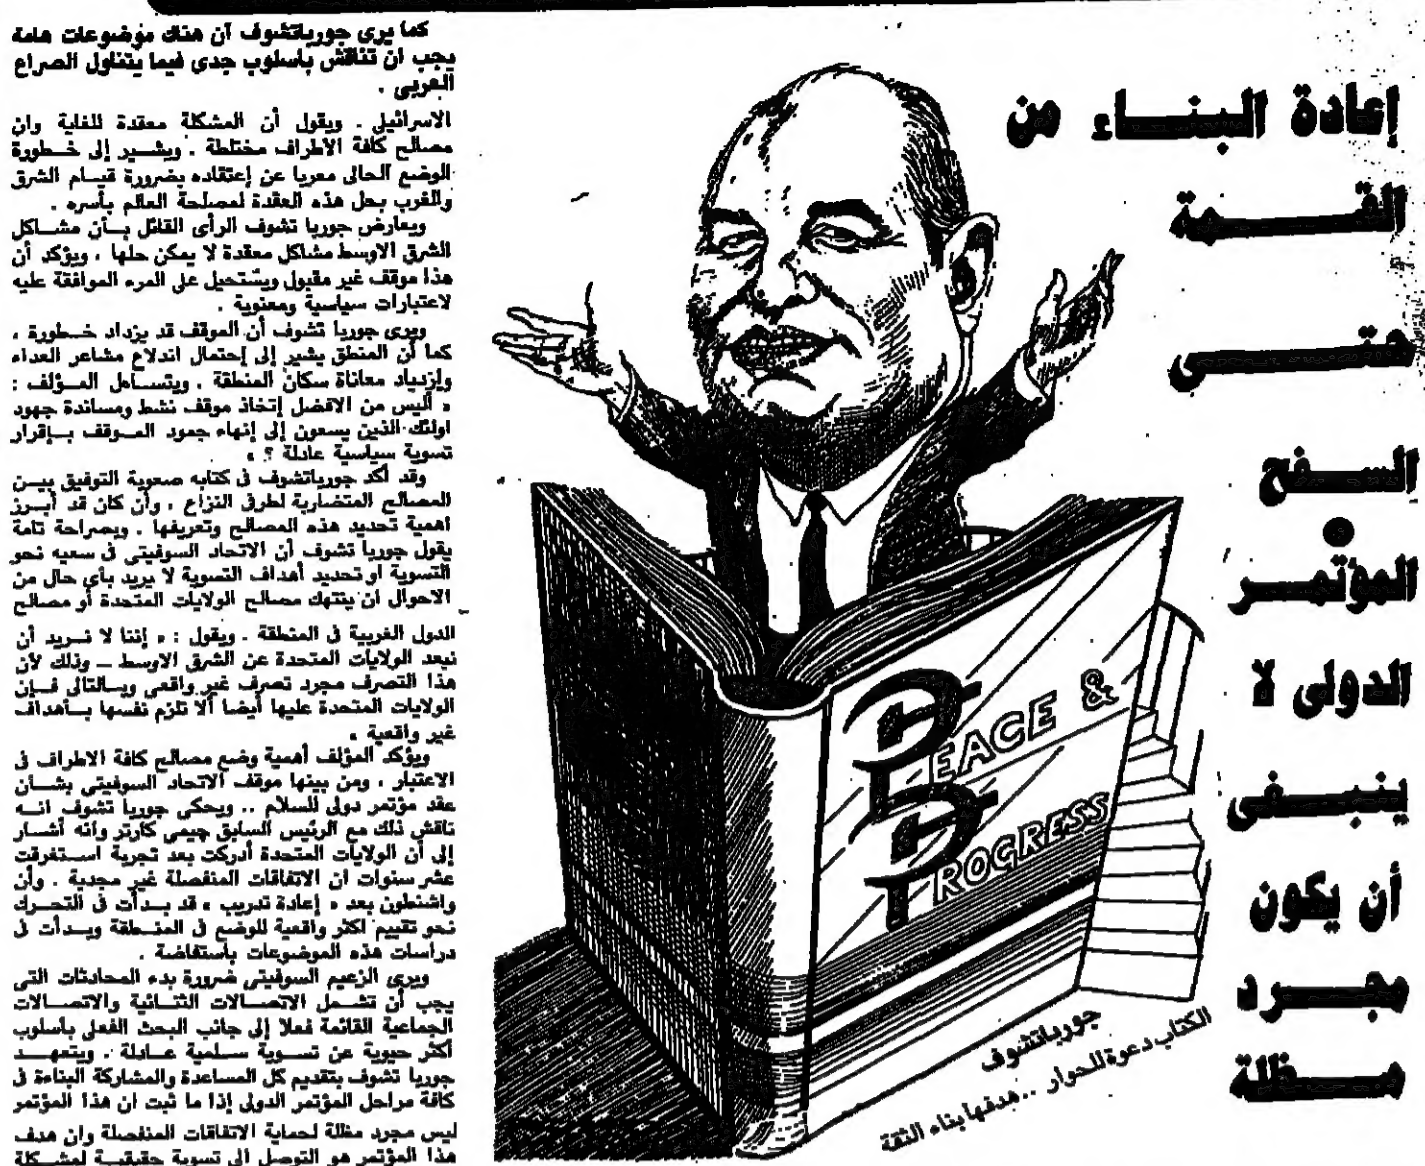 إعادة البناء من
القمة
حتى
السفح
المؤتمر
الدولى لا
ينبغى
أن يكون
مجرد
مظلة
كما يرى جورباتشوف أن هناك موضوعات هامة
يجب ان تناقش بأسلوب جدى فيما يتناول الصراع
العربى .
الاسرائيلى . ويقول أن المشكلة معقدة للغاية وان
مصالح كافة الأطراف مختلطة . ويشير إلى خطورة
الوضع الحالى معربا عن إعتقاده بضرورة قيام الشرق
والغرب بحل هذه العقدة لمصلحة العالم بأسره .
ويعارض جوربا تشوف الرأى القائل بأن مشاكل
الشرق الاوسط مشاكل معقدة لا يمكن حلها ، ويؤكد أن
هذا موقف غير مقبول ويستحيل على المرء الموافقة عليه
لاعتبارات سياسية ومعنوية .
ويرى جوربا تشوف أن الموقف قد يزداد خطورة ،
كما أن المنطق يشير إلى إحتمال اندلاع مشاعر العداء
وإزدياد معاناة سكان المنطقة . ويتساءل المؤلف :
« أليس من الافضل إتخاذ موقف نشط ومساندة جهود
اولئك الذين يسعون إلى إنهاء جمود الموقف بإقرار
تسوية سياسية عادلة ؟ »
وقد أكد جورباتشوف فى كتابه صعوبة التوفيق بين
المصالح المتضاربة لطرفى النزاع ، وأن كان قد أبرز
اهمية تحديد هذه المصالح وتعريفها . وبصراحة تامة
يقول جوربا تشوف أن الاتحاد السوفيتى فى سعيه نحو
التسوية او تحديد أهداف التسوية لا يريد بأى حال من
الاحوال ان ينتهك مصالح الولايات المتحدة أو مصالح
الدول الغربية فى المنطقة . ويقول : « إننا لا نريد أن
نبعد الولايات المتحدة عن الشرق الاوسط ــ وذلك لأن
هذا التصرف مجرد تصرف غير واقعى وبالتالى فإن
الولايات المتحدة عليها أيضا ألا تلزم نفسها بأهداف
غير واقعية »
ويؤكد المؤلف أهمية وضع مصالح كافة الاطراف فى
الاعتبار ، ومن بينها موقف الاتحاد السوفيتى بشأن
عقد مؤتمر دولى للسلام .. ويحكى جوربا تشوف انه
ناقش ذلك مع الرئيس السابق جيمى كارتر وانه أشار
إلى أن الولايات المتحدة أدركت بعد تجربة استغرقت
عشر سنوات ان الاتفاقات المنفصلة غير مجدية . وأن
واشنطون بعد « إعادة تدريب » قد بدأت فى التحرك
نحو تقييم اكثر واقعية للوضع فى المنطقة وبدأت فى
دراسات هذه الموضوعات بأستفاضة .
ويرى الزعيم السوفيتى ضرورة بدء المحادثات التى
يجب أن تشمل الاتصالات الثنائية والاتصالات
الجماعية القائمة فعلا إلى جانب البحث الفعلى بأسلوب
أكثر حيوية عن تسوية سلمية عادلة . ويتعهد
جوربا تشوف بتقديم كل المساعدة والمشاركة البناءة فى
كافة مراحل المؤتمر الدولى إذا ما ثبت ان هذا المؤتمر
ليس مجرد مظلة لحماية الاتفاقات المنفصلة وان هدف
هذا المؤتمر هو التوصل إلى تسوية حقيقية لمشكلة
PEACE &
PROGRESS
جورباتشوف
الكتاب دعوة للحوار .. هدفها بناء الثقة